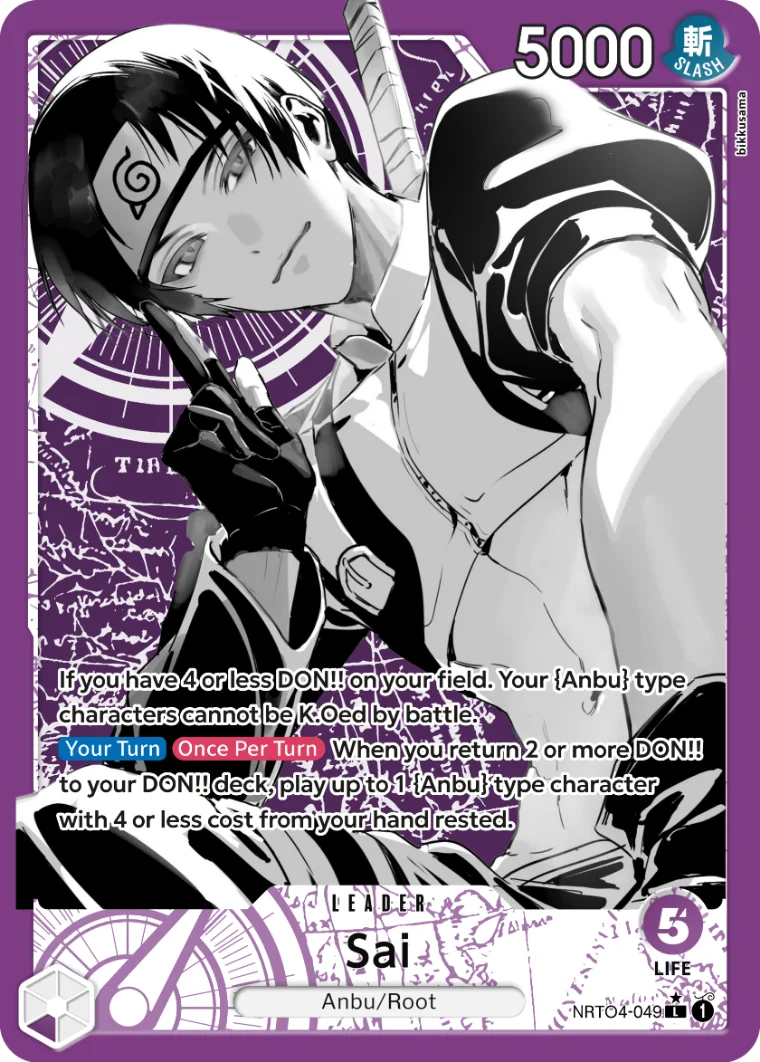 5000
斬
SLASH
bikkusama
If you have 4 or less DON!! on your field. Your {Anbu} type
characters cannot be K.Oed by battle.
Your Turn Once Per Turn When you return 2 or more DON!!
to your DON!! deck, play up to 1 {Anbu} type character
with 4 or less cost from your hand rested.
LEADER
Sai
5
LIFE
Anbu/Root
NRT04-049 L 1